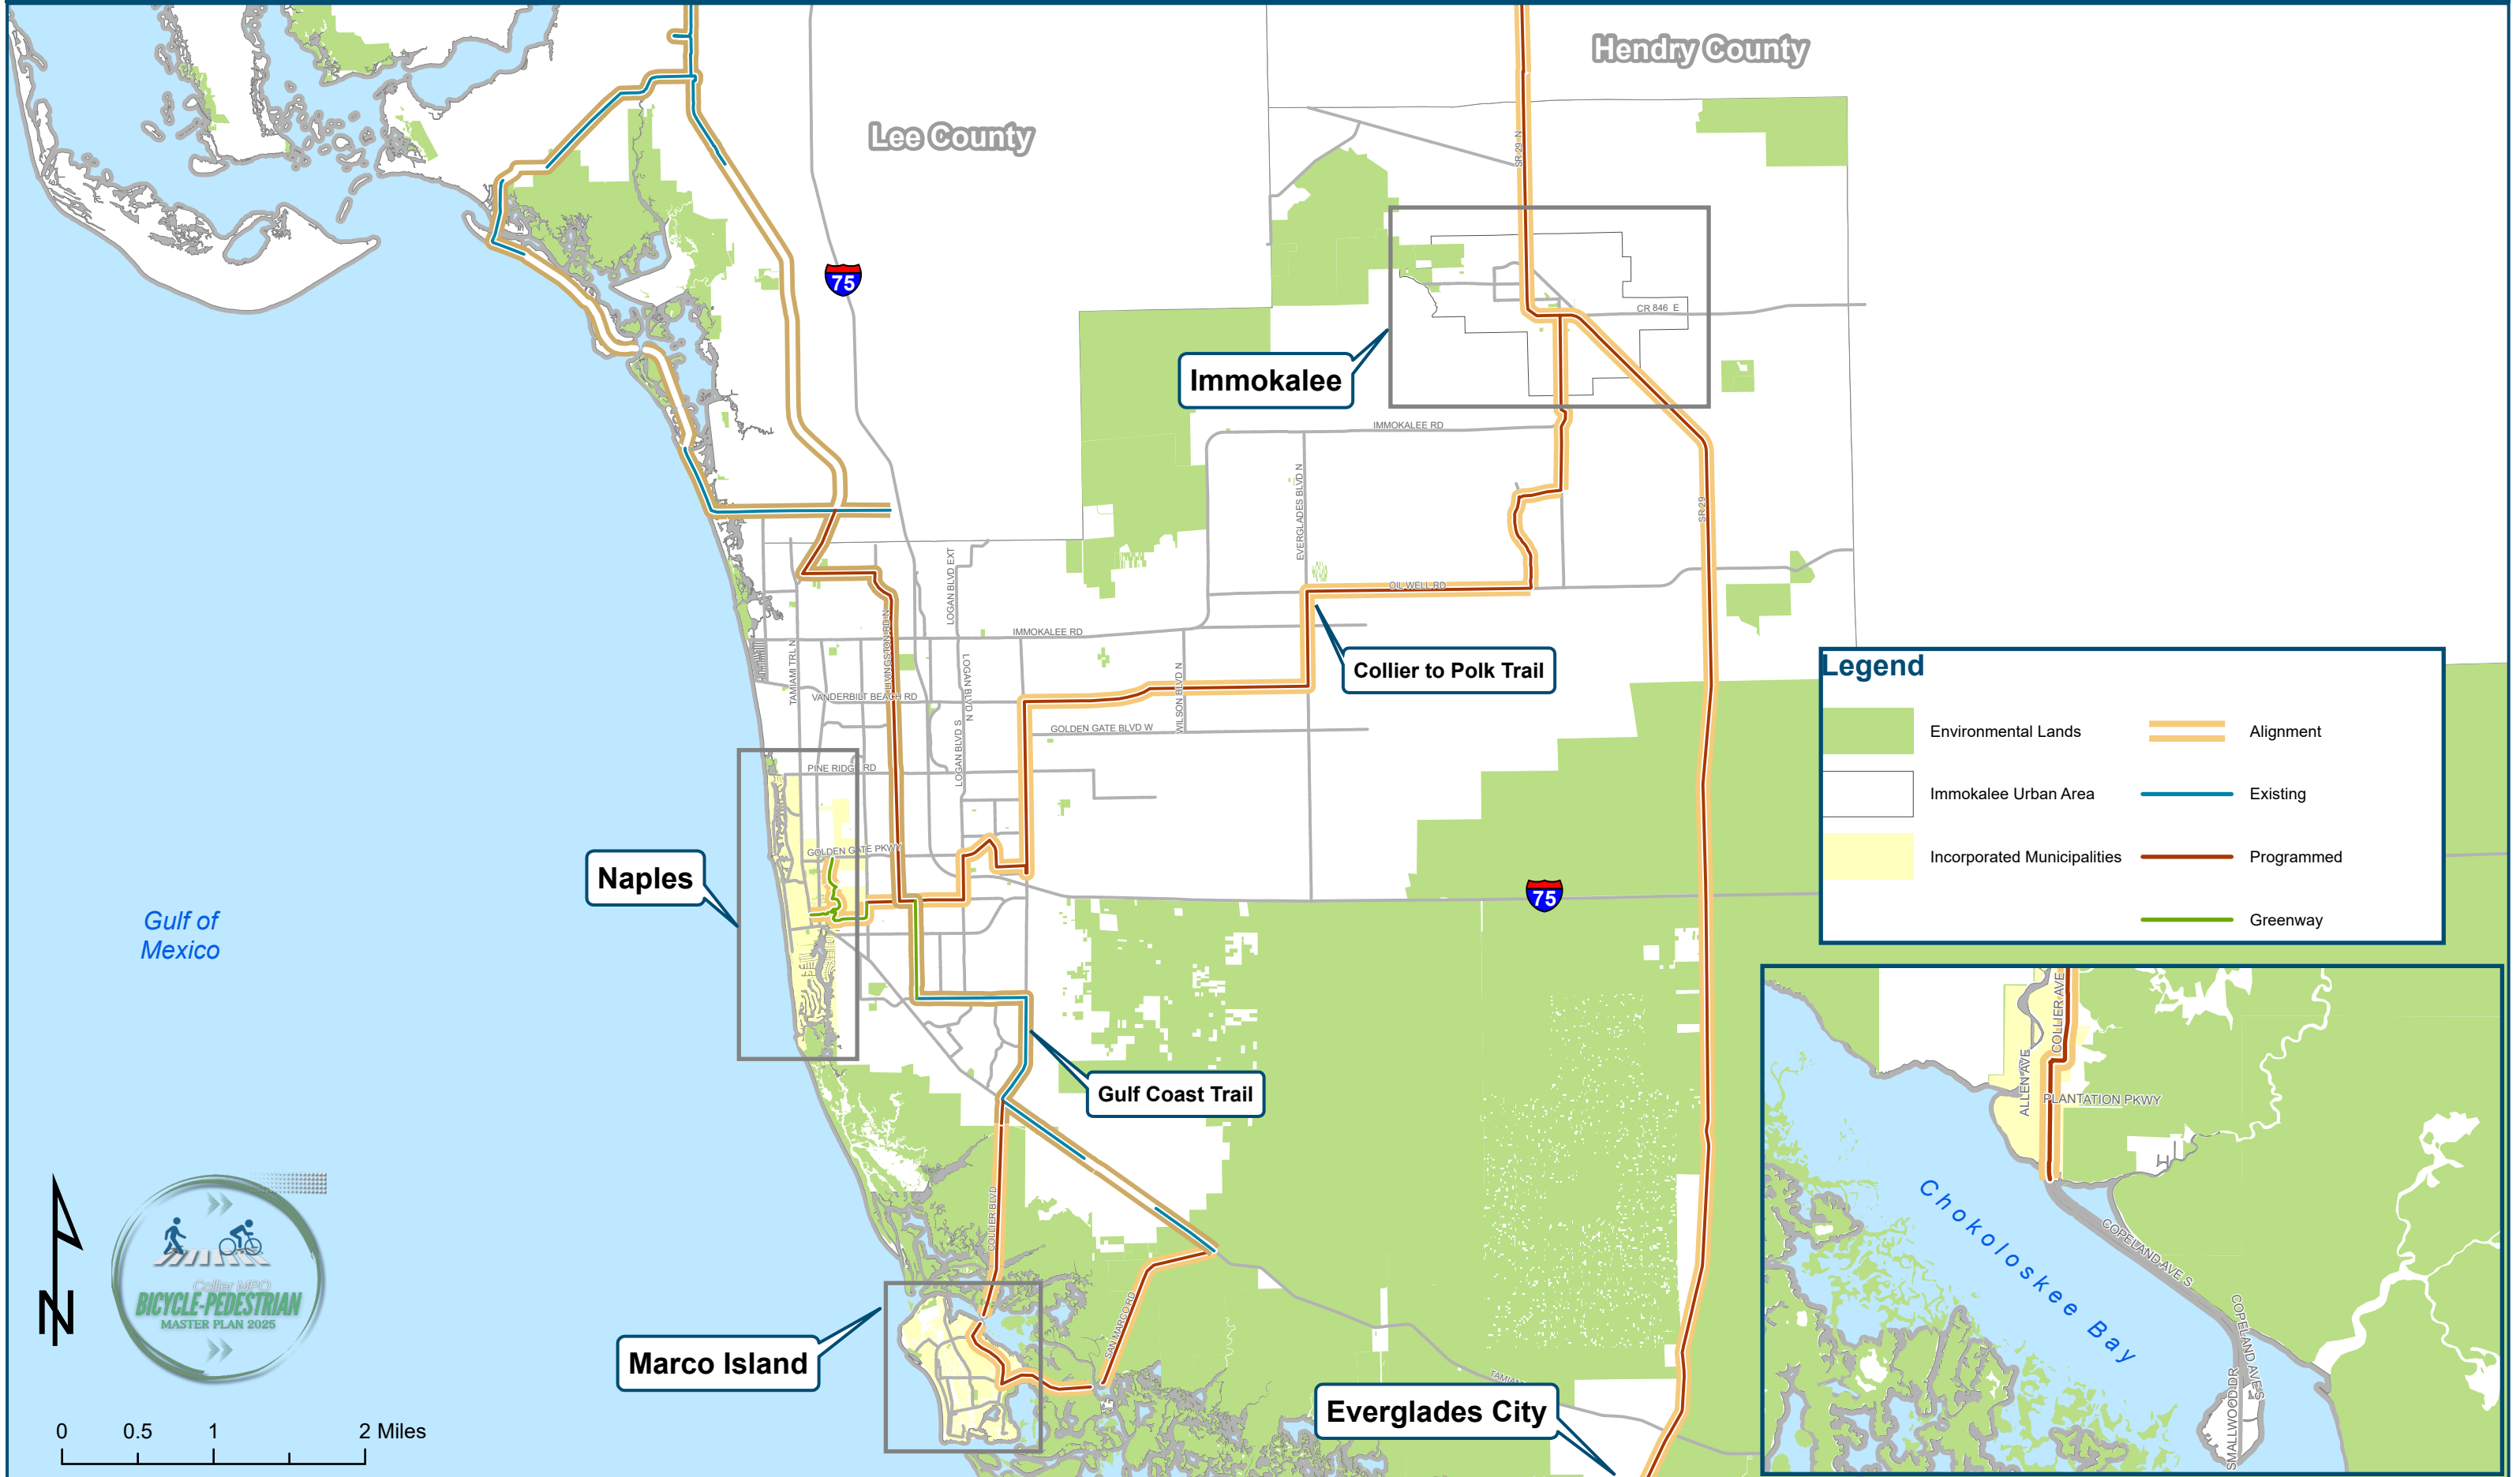 Hendry County
Lee County
SR 29 N
75
CR 846 E
Immokalee
IMMOKALEE RD
EVERGLADES BLVD N
SR 29
LOGAN BLVD EXT
OIL WELL RD
LIVINGSTON RD N
IMMOKALEE RD
TAMIAMI TRL N
LOGAN BLVD N
WILSON BLVD N
Collier to Polk Trail
VANDERBILT BEACH RD
LOGAN BLVD S
GOLDEN GATE BLVD W
PINE RIDGE RD
GOLDEN GATE PKWY
Naples
75
Gulf of
Mexico
Gulf Coast Trail
COLLIER BLVD
SAN MARCO RD
Marco Island
TAMIAMI
Everglades City
Legend
Environmental Lands
Alignment
Immokalee Urban Area
Existing
Incorporated Municipalities
Programmed
Greenway
COLLIER AVE
ALLEN AVE
PLANTATION PKWY
Chokoloskee Bay
COPELAND AVE S
COPELAND AVE S
SMALLWOOD DR
N
Collier MPO
BICYCLE-PEDESTRIAN
MASTER PLAN 2025
0 0.5 1 2 Miles